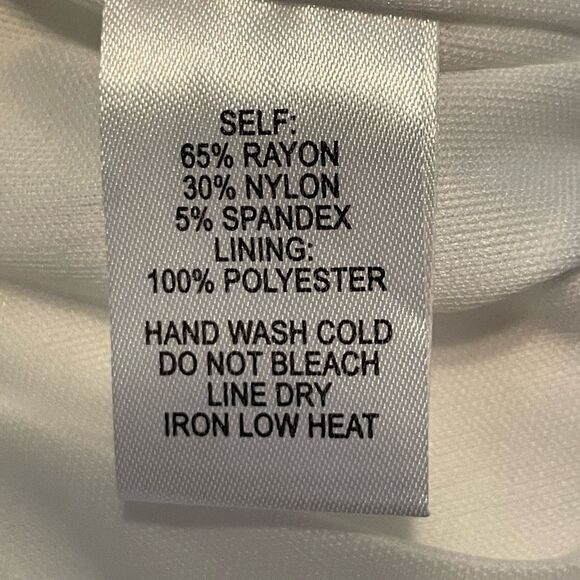 SELF:
65% RAYON
30% NYLON
5% SPANDEX
LINING:
100% POLYESTER
HAND WASH COLD
DO NOT BLEACH
LINE DRY
IRON LOW HEAT